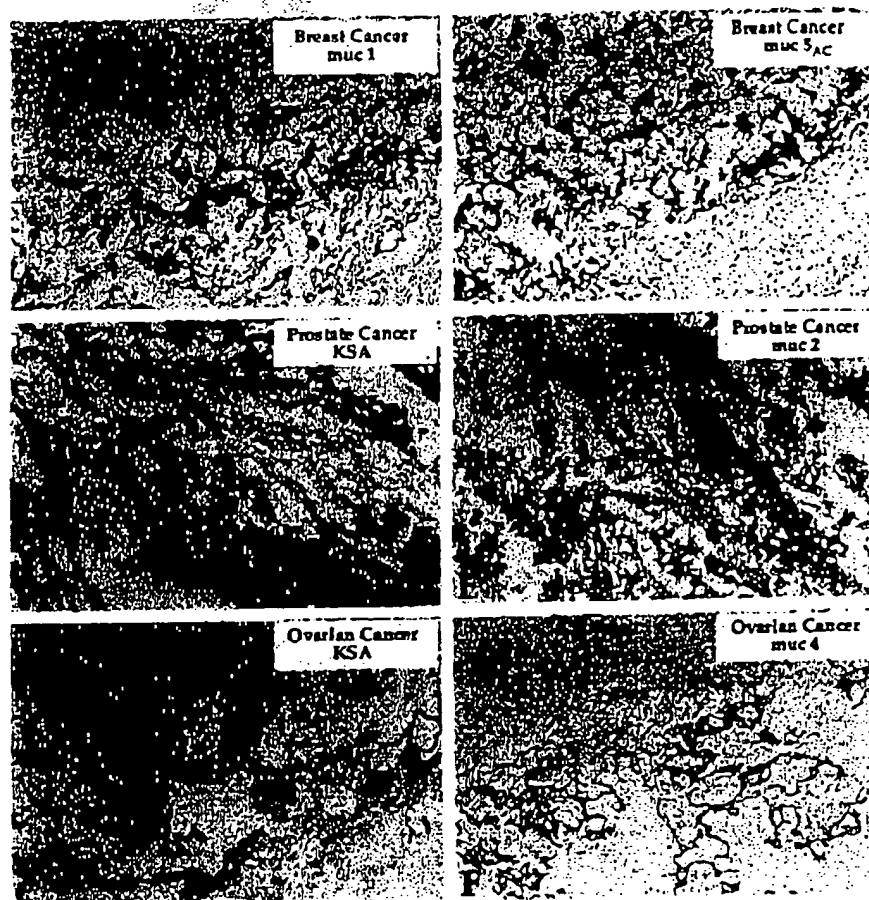 Breast Cancer
muc 1
Breast Cancer
muc 5AC
Prostate Cancer
KSA
Prostate Cancer
muc 2
Ovarian Cancer
KSA
Ovarian Cancer
muc 4
F